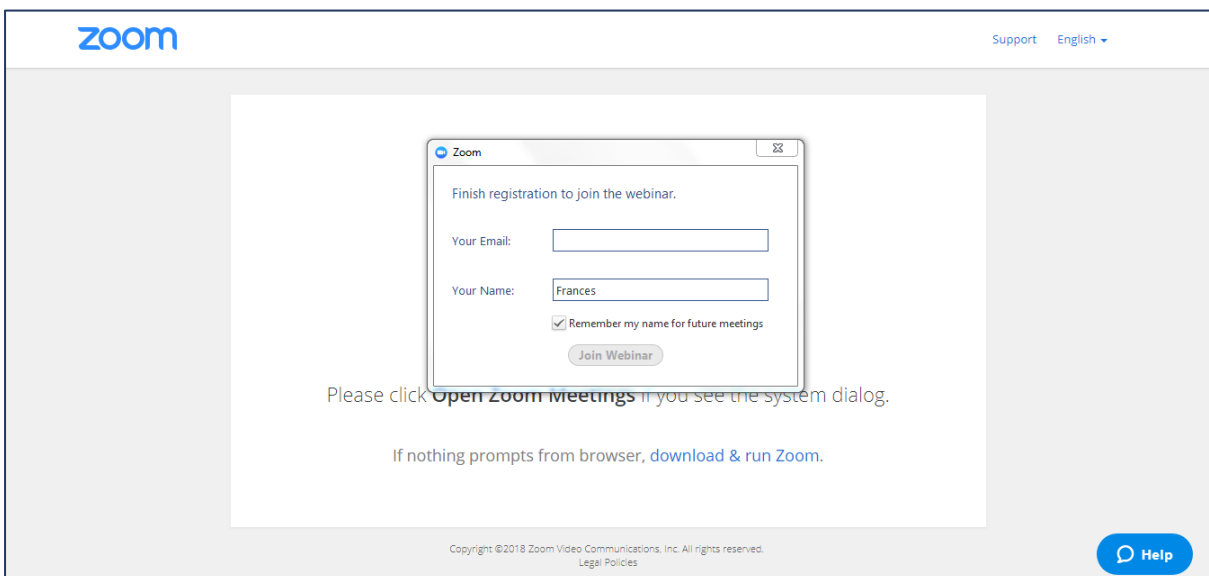 zoom
Support English
Zoom
Finish registration to join the webinar.
Your Email:
Your Name: Frances
Remember my name for future meetings
Join Webinar
Please click Open Zoom Meetings if you see the system dialog.
If nothing prompts from browser, download & run Zoom.
Copyright ©2018 Zoom Video Communications, Inc. All rights reserved.
Legal Policies
Help